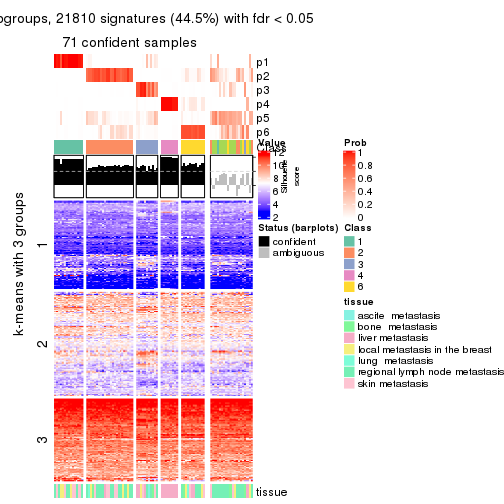 ogroups, 21810 signatures (44.5%) with fdr < 0.05
71 confident samples
p1
p2
p3
p4
p5
p6
Class
Silhouette
score
k-means with 3 groups
1
2
3
tissue
Value
12
10
8
6
4
2
Status (barplots)
confident
ambiguous
Prob
1
0.8
0.6
0.4
0.2
0
Class
1
2
3
4
6
tissue
ascite metastasis
bone metastasis
liver metastasis
local metastasis in the breast
lung metastasis
regional lymph node metastasis
skin metastasis